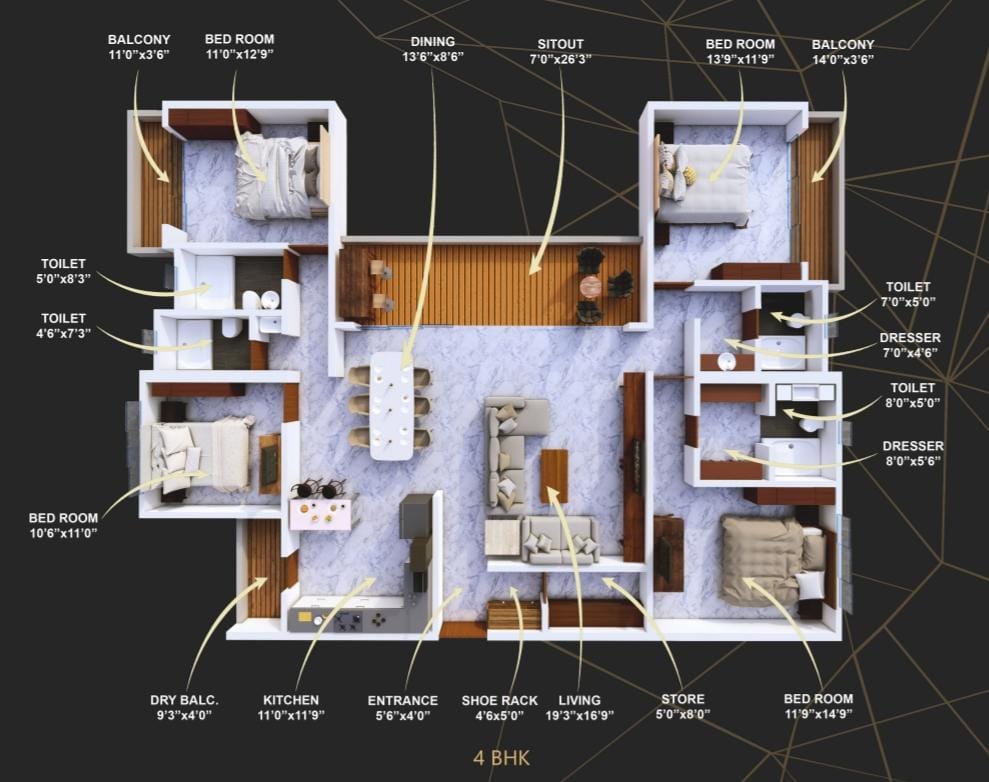 BALCONY
11'0"x3'6"
BED ROOM
11'0"x12'9"
DINING
13'6"x8'6"
SITOUT
7'0"x26'3"
BED ROOM
13'9"x11'9"
BALCONY
14'0"x3'6"
TOILET
5'0"x8'3"
TOILET
4'6"x7'3"
TOILET
7'0"x5'0"
DRESSER
7'0"x4'6"
TOILET
8'0"x5'0"
DRESSER
8'0"x5'6"
BED ROOM
10'6"x11'0"
DRY BALC.
9'3"x4'0"
KITCHEN
11'0"x11'9"
ENTRANCE
5'6"x4'0"
SHOE RACK
4'6x5'0"
LIVING
19'3"x16'9"
STORE
5'0"x8'0"
BED ROOM
11'9"x14'9"
4 BHK